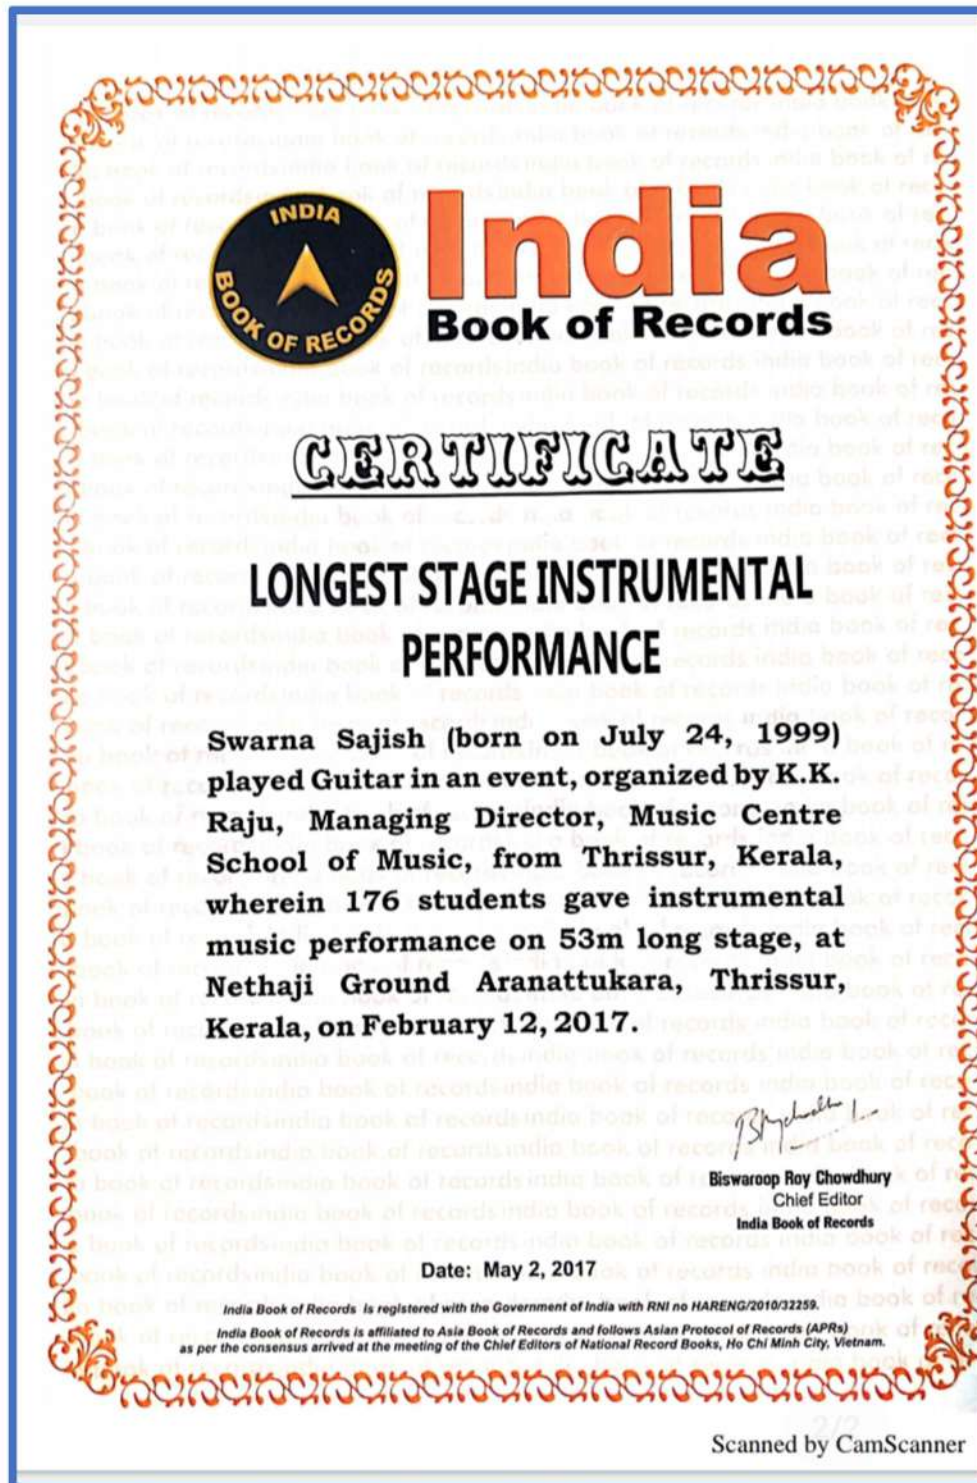 INDIA
BOOK OF RECORDS
India
Book of Records
CERTIFICATE
LONGEST STAGE INSTRUMENTAL
PERFORMANCE
Swarna Sajish (born on July 24, 1999)
played Guitar in an event, organized by K.K.
Raju, Managing Director, Music Centre
School of Music, from Thrissur, Kerala,
wherein 176 students gave instrumental
music performance on 53m long stage, at
Nethaji Ground Aranattukara, Thrissur,
Kerala, on February 12, 2017.
Biswaroop Roy Chowdhury
Chief Editor
India Book of Records
Date: May 2, 2017
India Book of Records is registered with the Government of India with RNI no HARENG/2010/32259.
India Book of Records is affiliated to Asia Book of Records and follows Asian Protocol of Records (APRs)
as per the consensus arrived at the meeting of the Chief Editors of National Record Books, Ho Chi Minh City, Vietnam.
2/2
Scanned by CamScanner